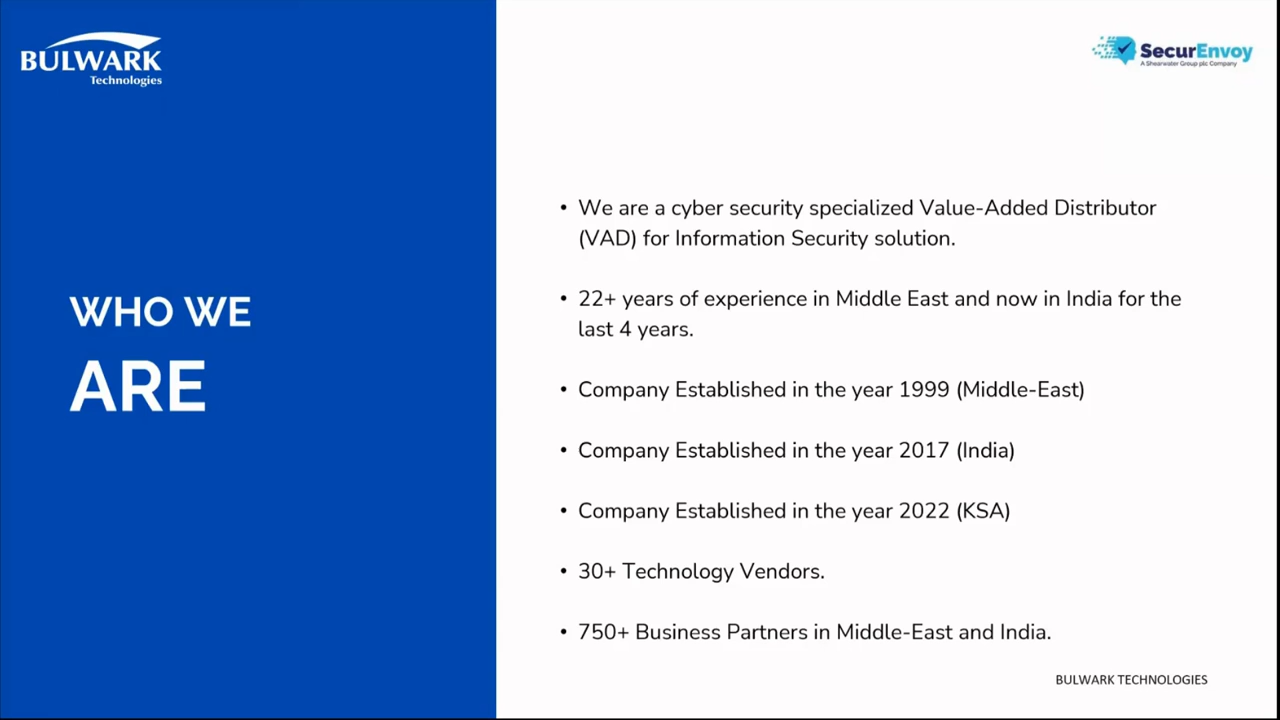 BULWARK
Technologies
SecurEnvoy
A Shearwater Group plc Company
WHO WE
ARE
• We are a cyber security specialized Value-Added Distributor
(VAD) for Information Security solution.
• 22+ years of experience in Middle East and now in India for the
last 4 years.
• Company Established in the year 1999 (Middle-East)
• Company Established in the year 2017 (India)
• Company Established in the year 2022 (KSA)
• 30+ Technology Vendors.
• 750+ Business Partners in Middle-East and India.
BULWARK TECHNOLOGIES